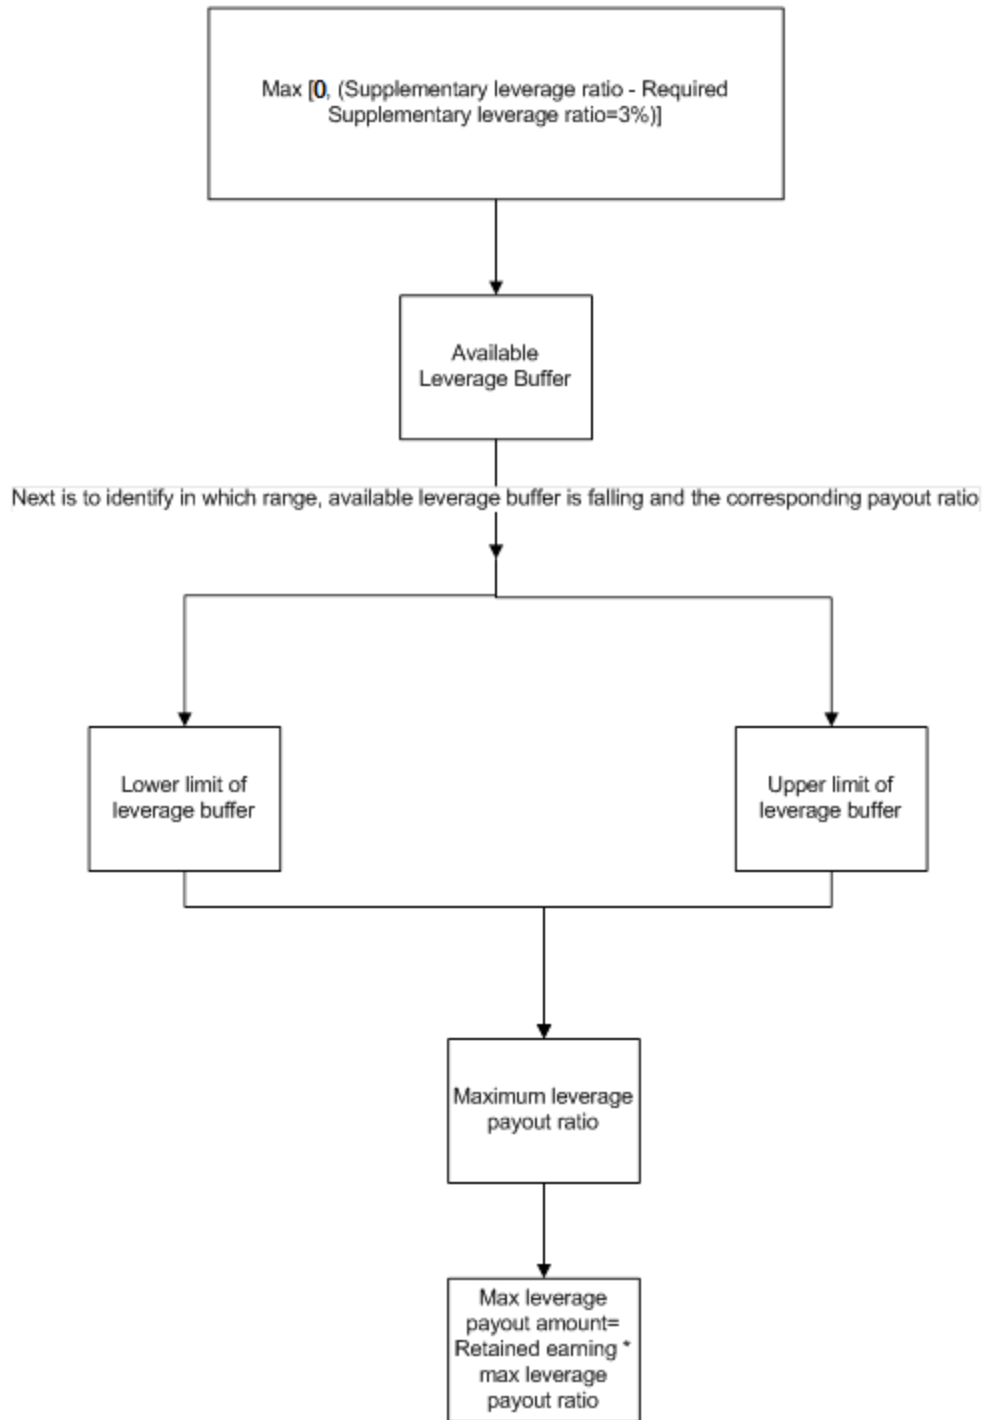 Max [0, (Supplementary leverage ratio - Required
Supplementary leverage ratio=3%)]
Available
Leverage Buffer
Next is to identify in which range, available leverage buffer is falling and the corresponding payout ratio
Lower limit of
leverage buffer
Upper limit of
leverage buffer
Maximum leverage
payout ratio
Max leverage
payout amount=
Retained earning *
max leverage
payout ratio